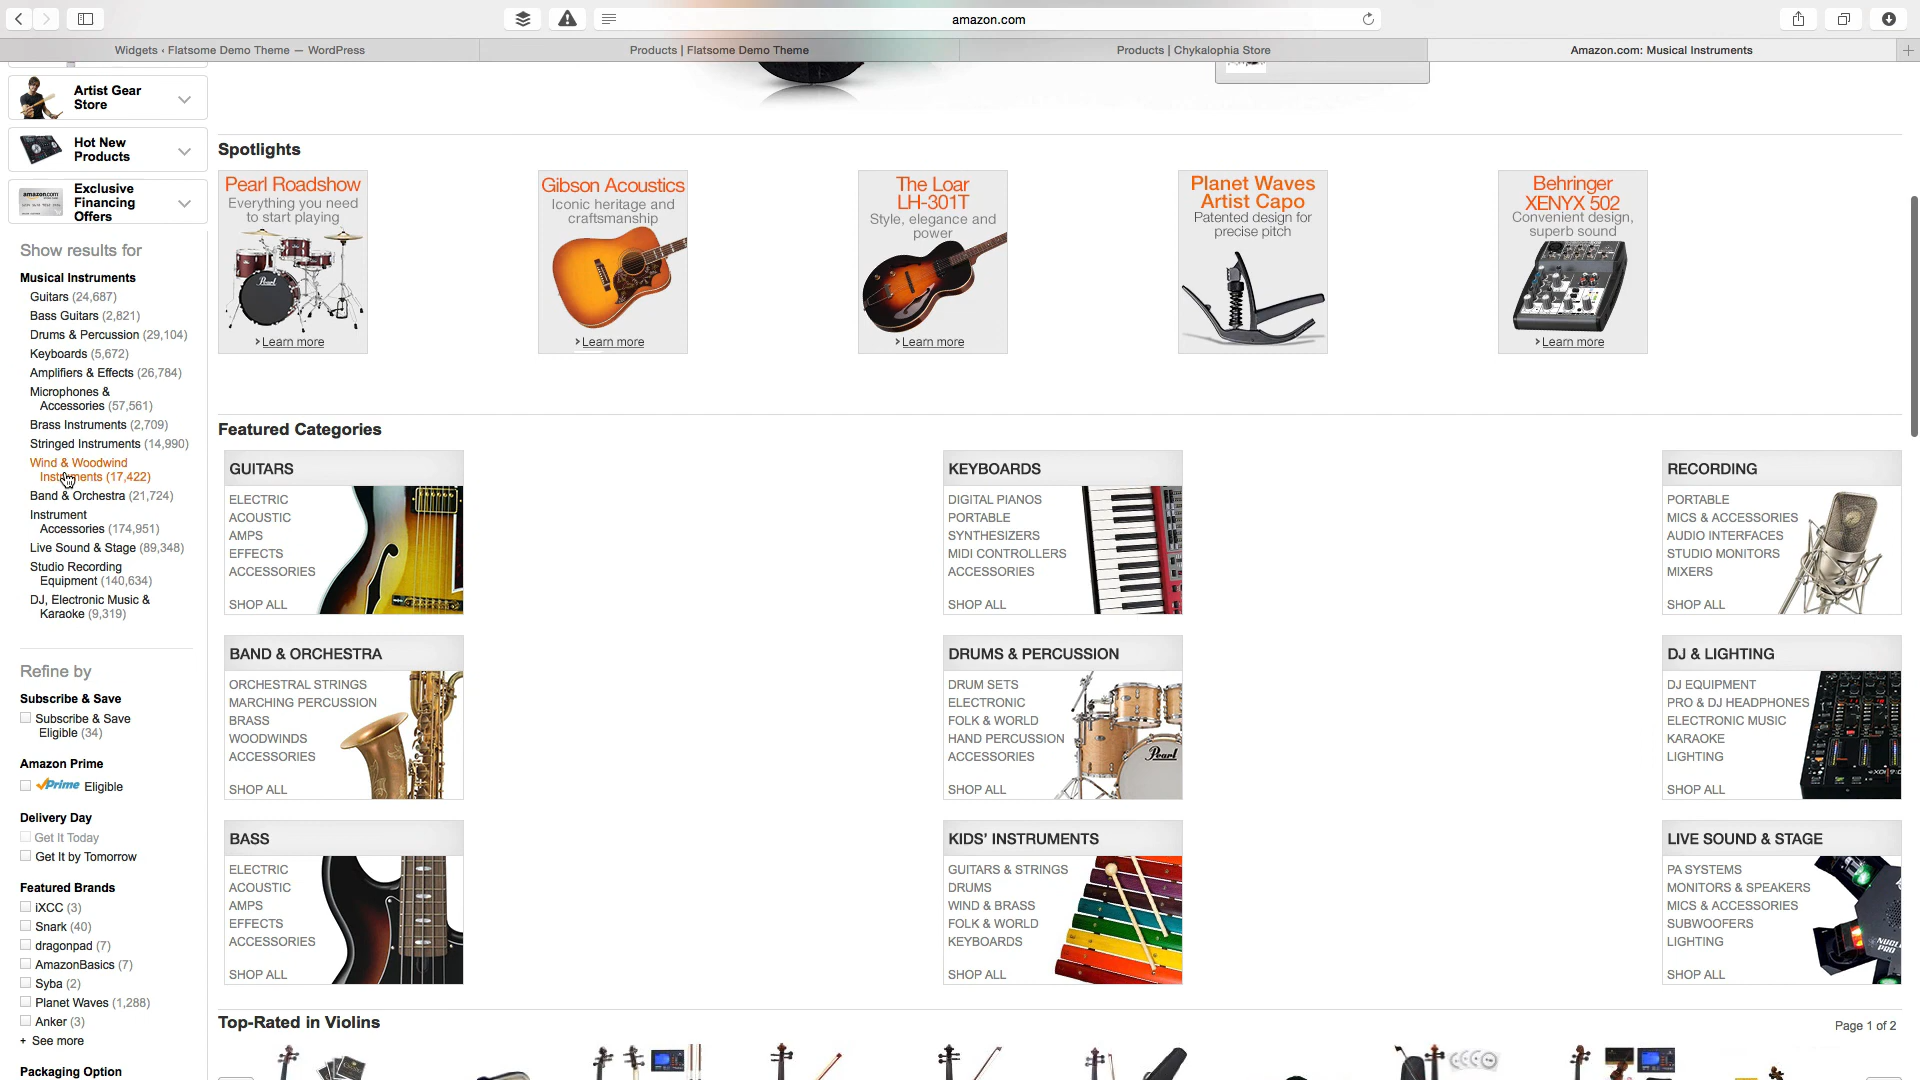 amazon.com
Widgets ‹ Flatsome Demo Theme — WordPress
Products | Flatsome Demo Theme
Products | Chykalophia Store
Amazon.com: Musical Instruments
Artist Gear
Store
Hot New
Products
amazon.com
Exclusive
Financing
Offers
Show results for
Musical Instruments
Guitars (24,687)
Bass Guitars (2,821)
Drums & Percussion (29,104)
Keyboards (5,672)
Amplifiers & Effects (26,784)
Microphones &
Accessories (57,561)
Brass Instruments (2,709)
Stringed Instruments (14,990)
Wind & Woodwind
Instruments (17,422)
Band & Orchestra (21,724)
Instrument
Accessories (174,951)
Live Sound & Stage (89,348)
Studio Recording
Equipment (140,634)
DJ, Electronic Music &
Karaoke (9,319)
Refine by
Subscribe & Save
Subscribe & Save
Eligible (34)
Amazon Prime
Prime Eligible
Delivery Day
Get It Today
Get It by Tomorrow
Featured Brands
iXCC (3)
Snark (40)
dragonpad (7)
AmazonBasics (7)
Syba (2)
Planet Waves (1,288)
Anker (3)
+ See more
Packaging Option
Spotlights
Pearl Roadshow
Everything you need
to start playing
Pearl
› Learn more
Gibson Acoustics
Iconic heritage and
craftsmanship
› Learn more
The Loar
LH-301T
Style, elegance and
power
› Learn more
Planet Waves
Artist Capo
Patented design for
precise pitch
› Learn more
Behringer
XENYX 502
Convenient design,
superb sound
› Learn more
Featured Categories
GUITARS
ELECTRIC
ACOUSTIC
AMPS
EFFECTS
ACCESSORIES
SHOP ALL
KEYBOARDS
DIGITAL PIANOS
PORTABLE
SYNTHESIZERS
MIDI CONTROLLERS
ACCESSORIES
SHOP ALL
RECORDING
PORTABLE
MICS & ACCESSORIES
AUDIO INTERFACES
STUDIO MONITORS
MIXERS
SHOP ALL
BAND & ORCHESTRA
ORCHESTRAL STRINGS
MARCHING PERCUSSION
BRASS
WOODWINDS
ACCESSORIES
SHOP ALL
DRUMS & PERCUSSION
DRUM SETS
ELECTRONIC
FOLK & WORLD
HAND PERCUSSION
ACCESSORIES
SHOP ALL
Pearl
DJ & LIGHTING
DJ EQUIPMENT
PRO & DJ HEADPHONES
ELECTRONIC MUSIC
KARAOKE
LIGHTING
SHOP ALL
BASS
ELECTRIC
ACOUSTIC
AMPS
EFFECTS
ACCESSORIES
SHOP ALL
KIDS' INSTRUMENTS
GUITARS & STRINGS
DRUMS
WIND & BRASS
FOLK & WORLD
KEYBOARDS
SHOP ALL
LIVE SOUND & STAGE
PA SYSTEMS
MONITORS & SPEAKERS
MICS & ACCESSORIES
SUBWOOFERS
LIGHTING
SHOP ALL
Top-Rated in Violins
Page 1 of 2